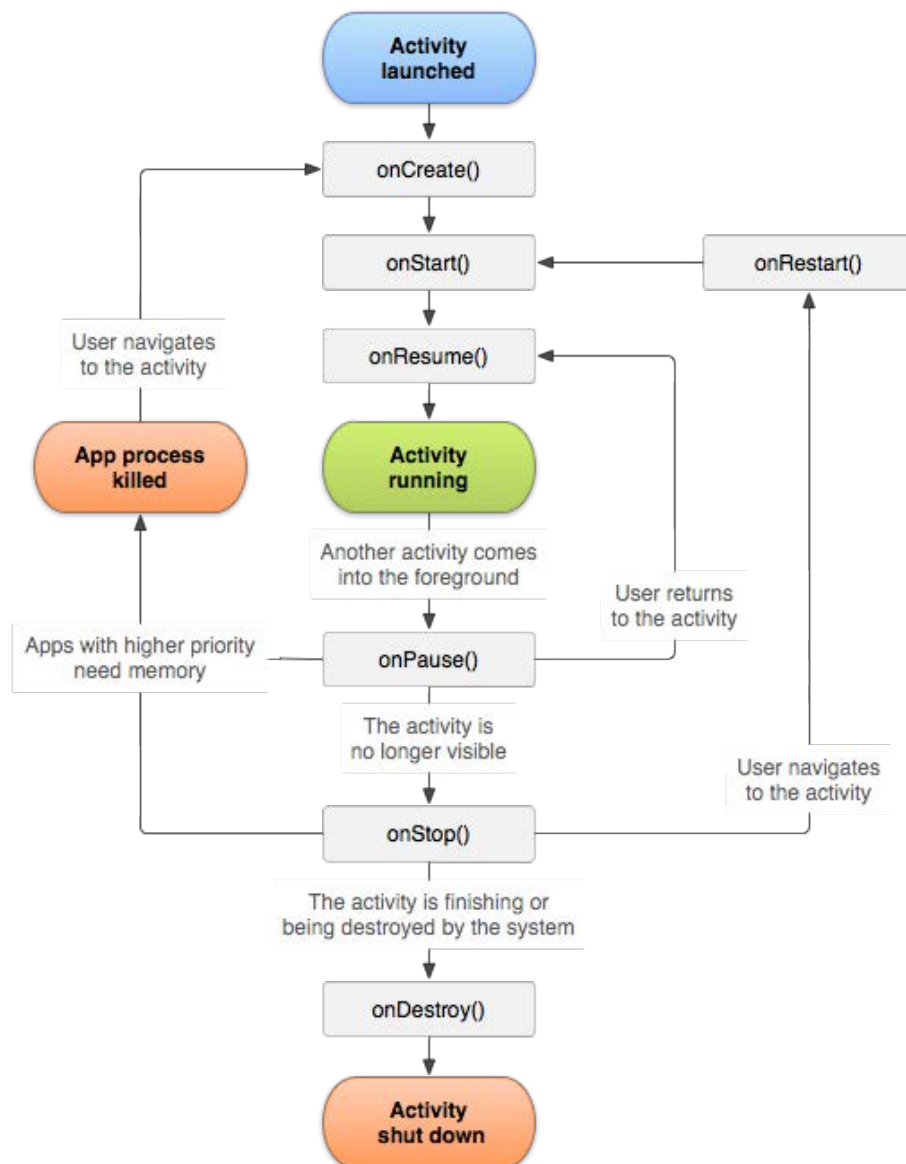 Activity
launched
onCreate()
onStart()
onRestart()
User navigates
to the activity
onResume()
App process
killed
Activity
running
Another activity comes
into the foreground
User returns
to the activity
Apps with higher priority
need memory
onPause()
The activity is
no longer visible
User navigates
to the activity
onStop()
The activity is finishing or
being destroyed by the system
onDestroy()
Activity
shut down